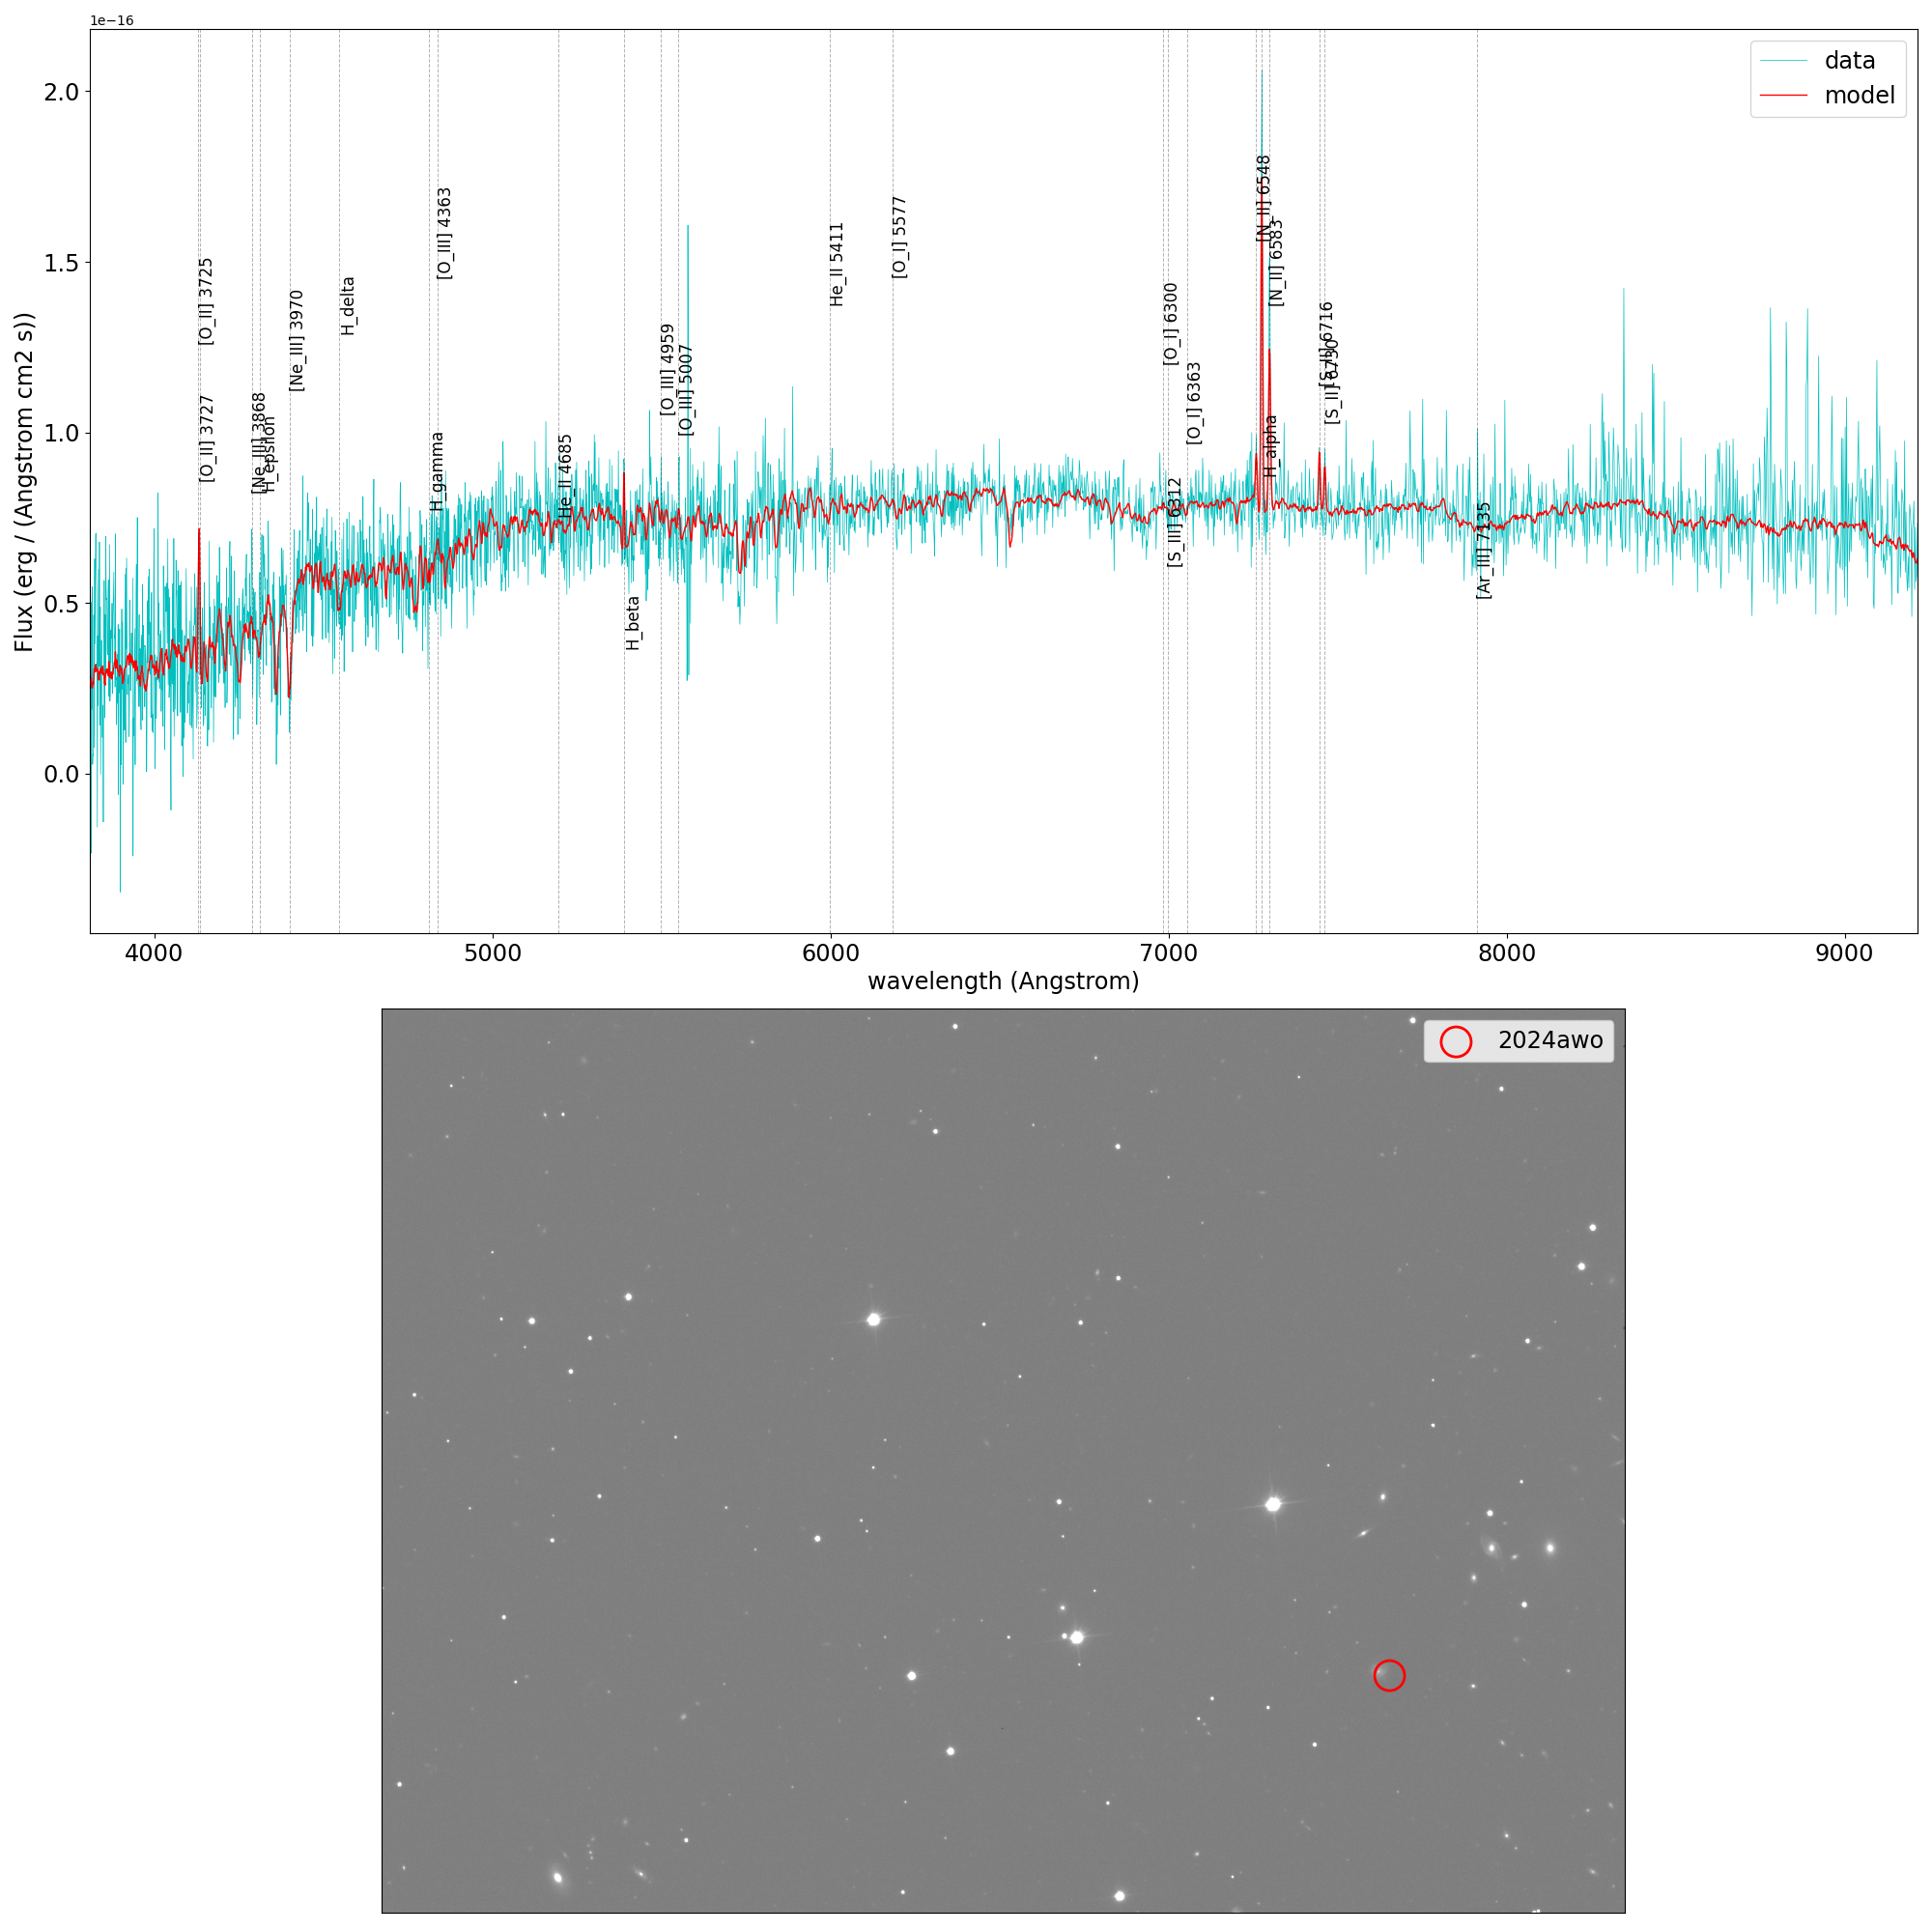 1e−16
data
model
2.0
1.5
1.0
0.5
0.0
Flux (erg / (Angstrom cm2 s))
[O_II] 3725
[O_II] 3727
[Ne_III] 3868
H_epsilon
[Ne_III] 3970
H_delta
H_gamma
[O_III] 4363
He_II 4685
H_beta
[O_III] 4959
[O_III] 5007
He_II 5411
[O_I] 5577
[O_I] 6300
[S_III] 6312
[O_I] 6363
[N_II] 6548
H_alpha
[N_II] 6583
[S_II] 6716
[S_II] 6730
[Ar_III] 7135
4000 5000 6000 7000 8000 9000
wavelength (Angstrom)
2024awo